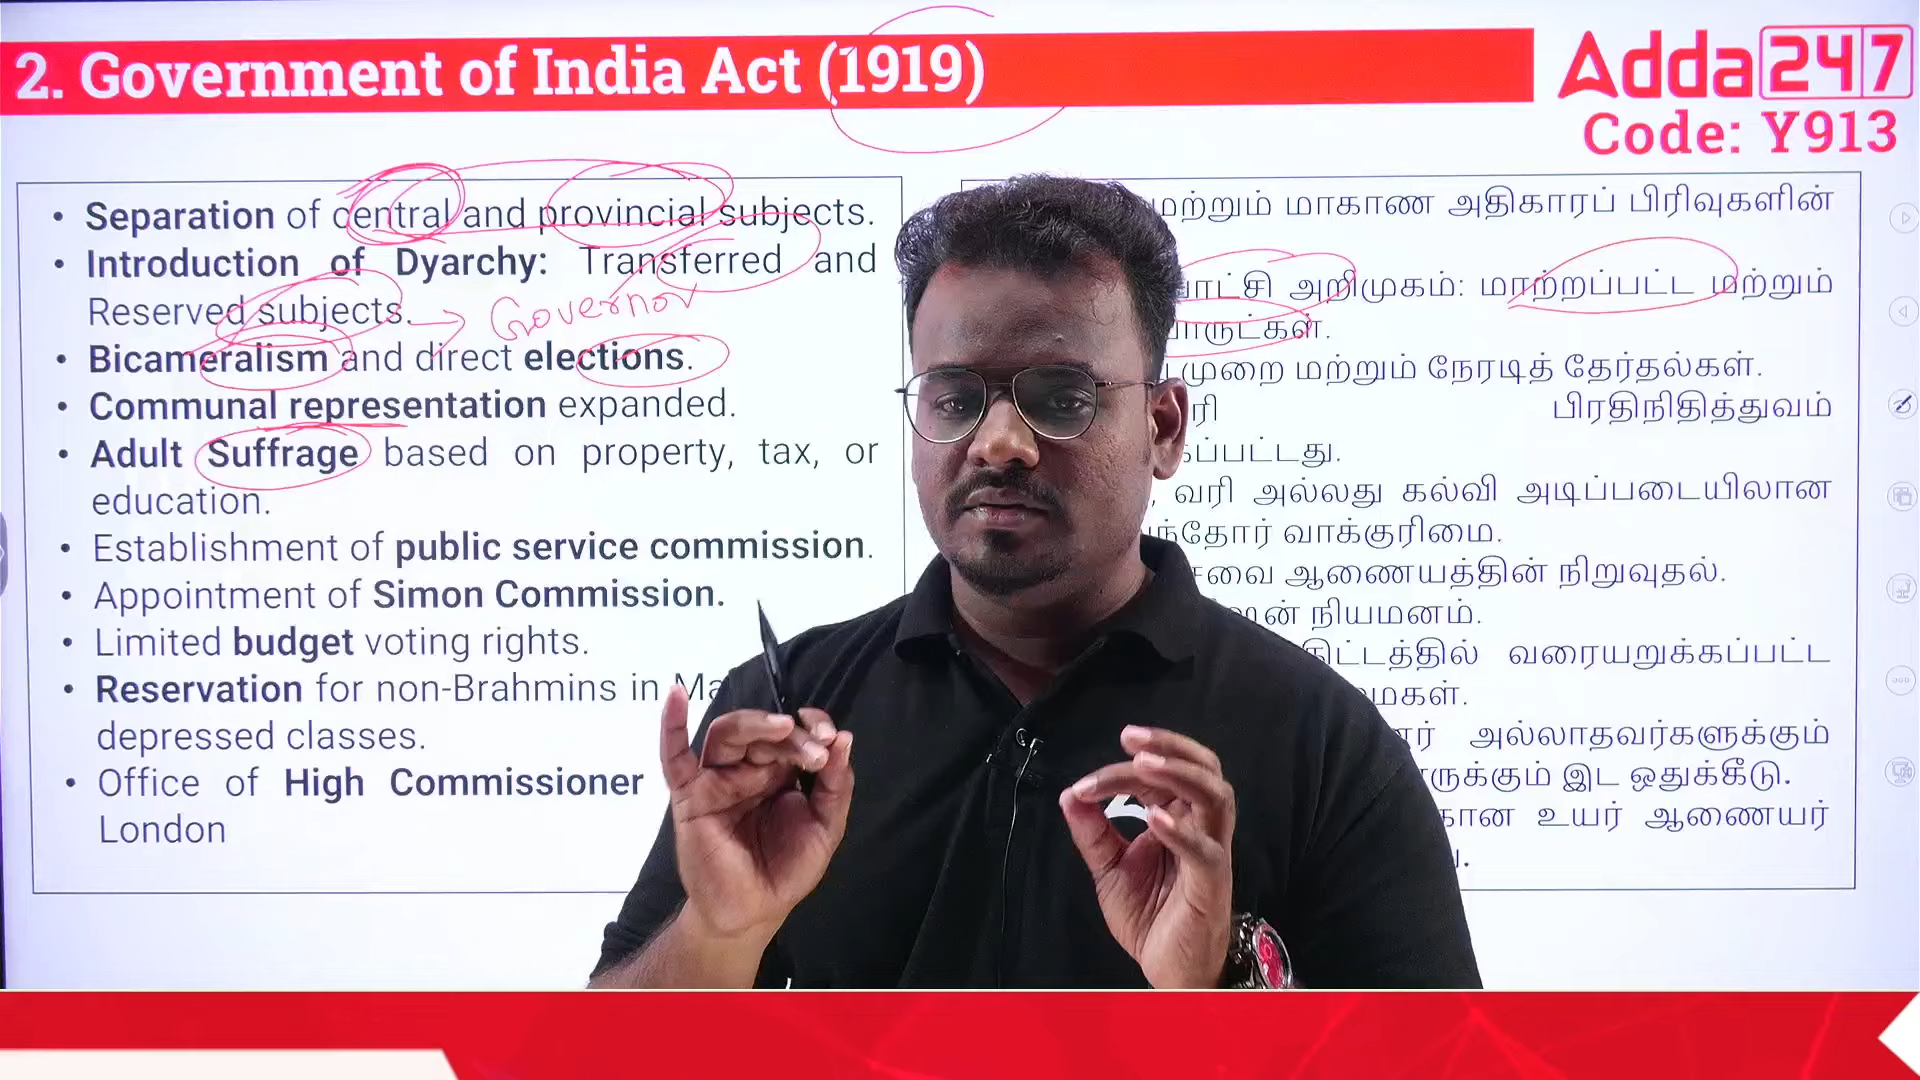 2. Government of India Act (1919)
Adda247
Code: Y913
• Separation of central and provincial subjects.
• Introduction of Dyarchy: Transferred and
Reserved subjects.
→ Governor
• Bicameralism and direct elections.
• Communal representation expanded.
• Adult Suffrage based on property, tax, or
education.
• Establishment of public service commission.
• Appointment of Simon Commission.
• Limited budget voting rights.
• Reservation for non-Brahmins in
depressed classes.
• Office of High Commissioner
London
மற்றும் மாகாண அதிகாரப் பிரிவுகளின்
அறிமுகம்: மாற்றப்பட்ட மற்றும்
முறை மற்றும் நேரடித் தேர்தல்கள்.
பிரதிநிதித்துவம்
வரி அல்லது கல்வி அடிப்படையிலான
வாக்குரிமை.
ஆணையத்தின் நிறுவுதல்.
நியமனம்.
வரையறுக்கப்பட்ட
அல்லாதவர்களுக்கும்
இட ஒதுக்கீடு.
உயர் ஆணையர்